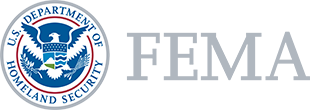 U.S. DEPARTMENT OF
HOMELAND SECURITY
FEMA